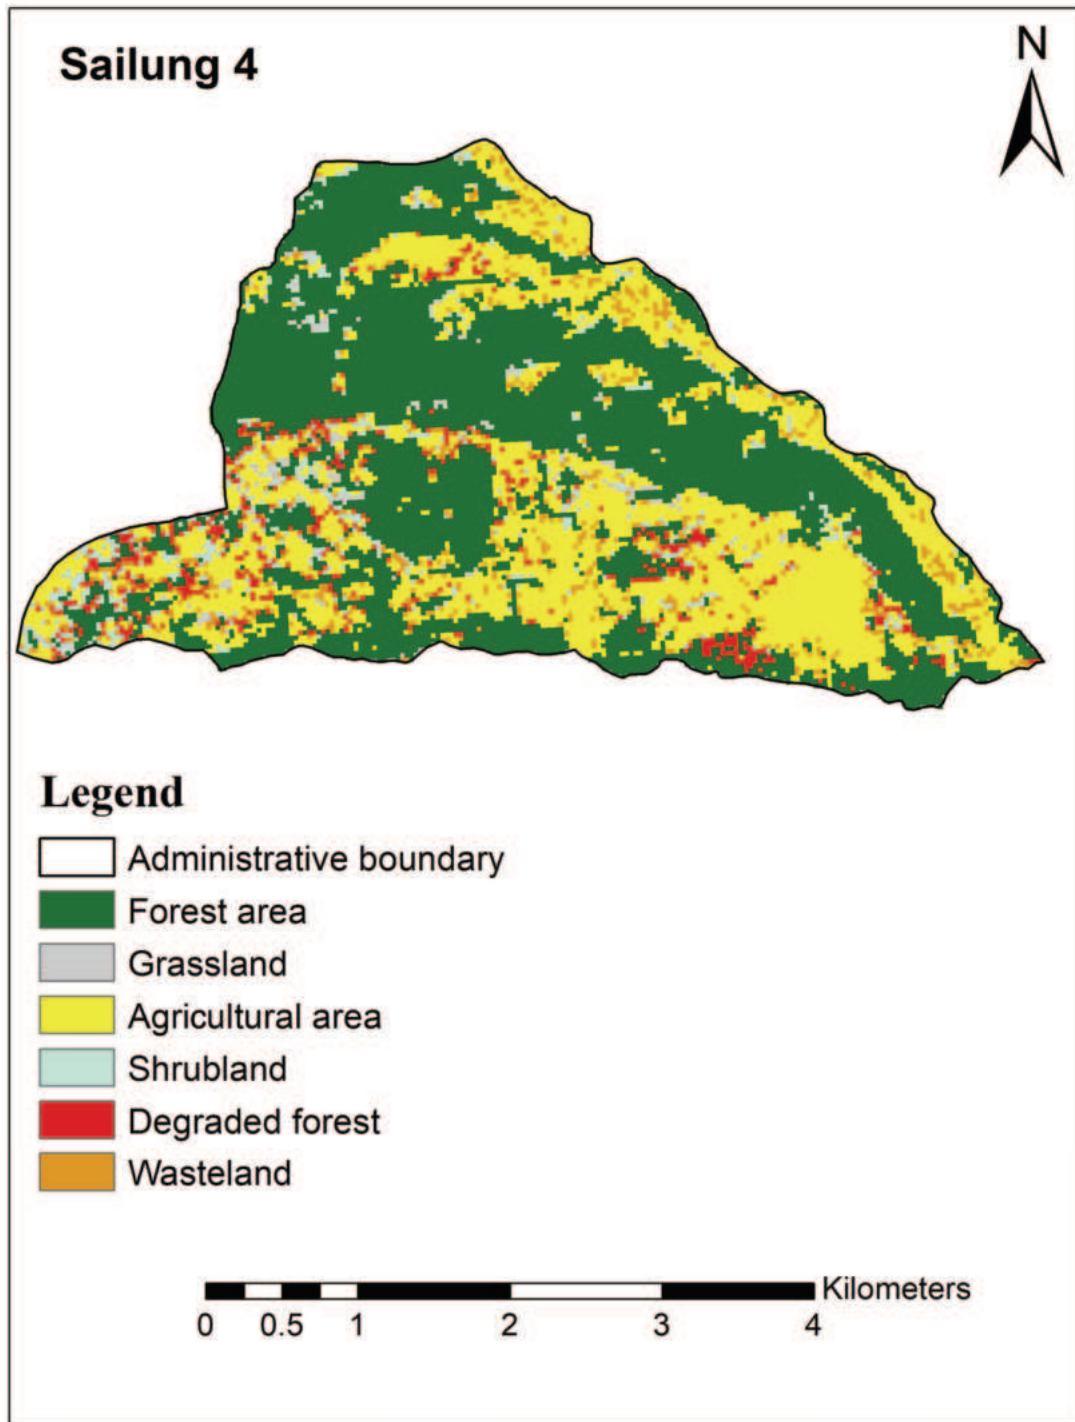 Sailung 4
N
Legend
Administrative boundary
Forest area
Grassland
Agricultural area
Shrubland
Degraded forest
Wasteland
Kilometers
0 0.5 1 2 3 4